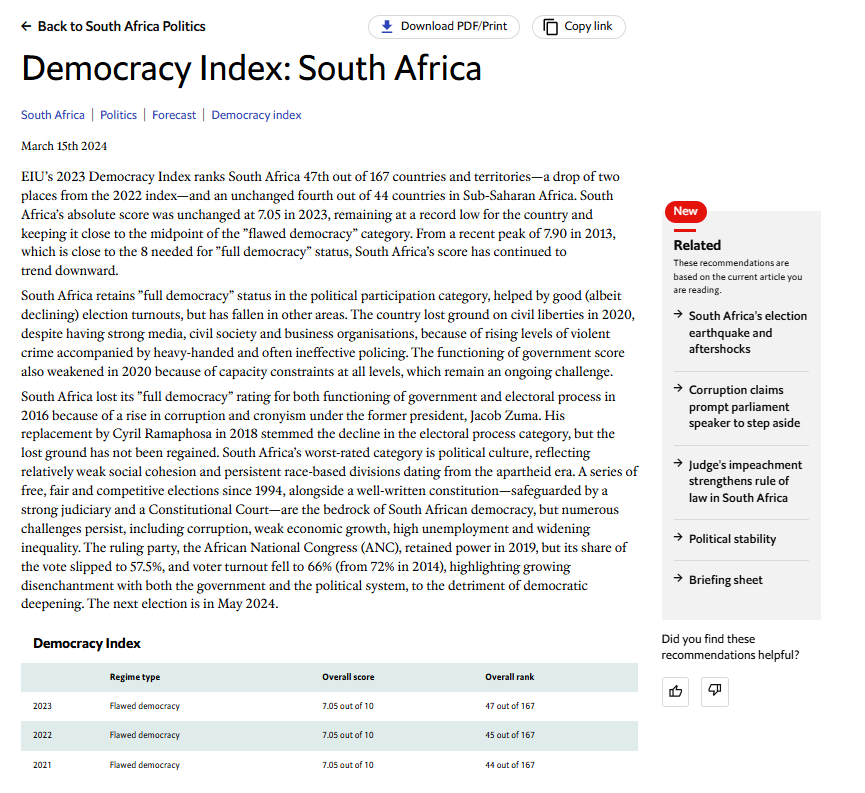 ← Back to South Africa Politics
Download PDF/Print
Copy link
Democracy Index: South Africa
South Africa | Politics | Forecast | Democracy index
March 15th 2024
EIU's 2023 Democracy Index ranks South Africa 47th out of 167 countries and territories—a drop of two
places from the 2022 index—and an unchanged fourth out of 44 countries in Sub-Saharan Africa. South
Africa's absolute score was unchanged at 7.05 in 2023, remaining at a record low for the country and
keeping it close to the midpoint of the "flawed democracy" category. From a recent peak of 7.90 in 2013,
which is close to the 8 needed for "full democracy" status, South Africa's score has continued to
trend downward.
South Africa retains "full democracy" status in the political participation category, helped by good (albeit
declining) election turnouts, but has fallen in other areas. The country lost ground on civil liberties in 2020,
despite having strong media, civil society and business organisations, because of rising levels of violent
crime accompanied by heavy-handed and often ineffective policing. The functioning of government score
also weakened in 2020 because of capacity constraints at all levels, which remain an ongoing challenge.
South Africa lost its "full democracy" rating for both functioning of government and electoral process in
2016 because of a rise in corruption and cronyism under the former president, Jacob Zuma. His
replacement by Cyril Ramaphosa in 2018 stemmed the decline in the electoral process category, but the
lost ground has not been regained. South Africa's worst-rated category is political culture, reflecting
relatively weak social cohesion and persistent race-based divisions dating from the apartheid era. A series of
free, fair and competitive elections since 1994, alongside a well-written constitution—safeguarded by a
strong judiciary and a Constitutional Court—are the bedrock of South African democracy, but numerous
challenges persist, including corruption, weak economic growth, high unemployment and widening
inequality. The ruling party, the African National Congress (ANC), retained power in 2019, but its share of
the vote slipped to 57.5%, and voter turnout fell to 66% (from 72% in 2014), highlighting growing
disenchantment with both the government and the political system, to the detriment of democratic
deepening. The next election is in May 2024.
Democracy Index
Regime type Overall score Overall rank
2023 Flawed democracy 7.05 out of 10 47 out of 167
2022 Flawed democracy 7.05 out of 10 45 out of 167
2021 Flawed democracy 7.05 out of 10 44 out of 167
New
Related
These recommendations are
based on the current article you
are reading.
→ South Africa's election
earthquake and
aftershocks
→ Corruption claims
prompt parliament
speaker to step aside
→ Judge's impeachment
strengthens rule of
law in South Africa
→ Political stability
→ Briefing sheet
Did you find these
recommendations helpful?